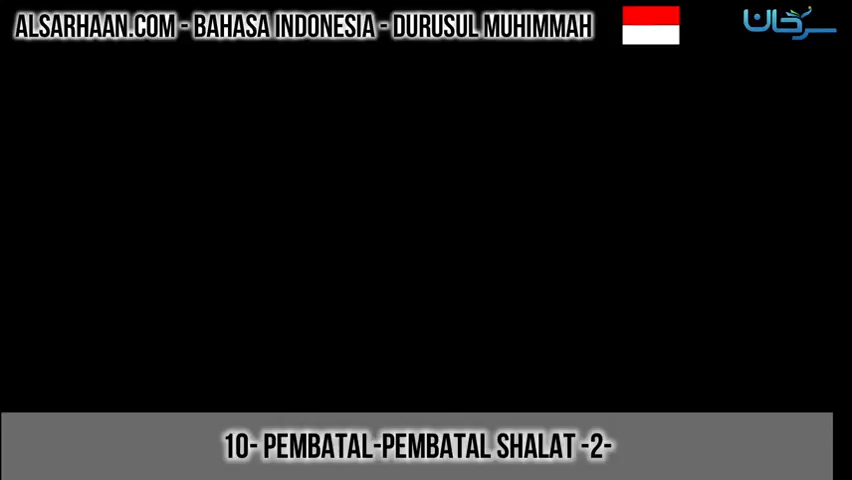 ALSARHAAN.COM - BAHASA INDONESIA - DURUSUL MUHIMMAH
سرحان
10- PEMBATAL-PEMBATAL SHALAT -2-